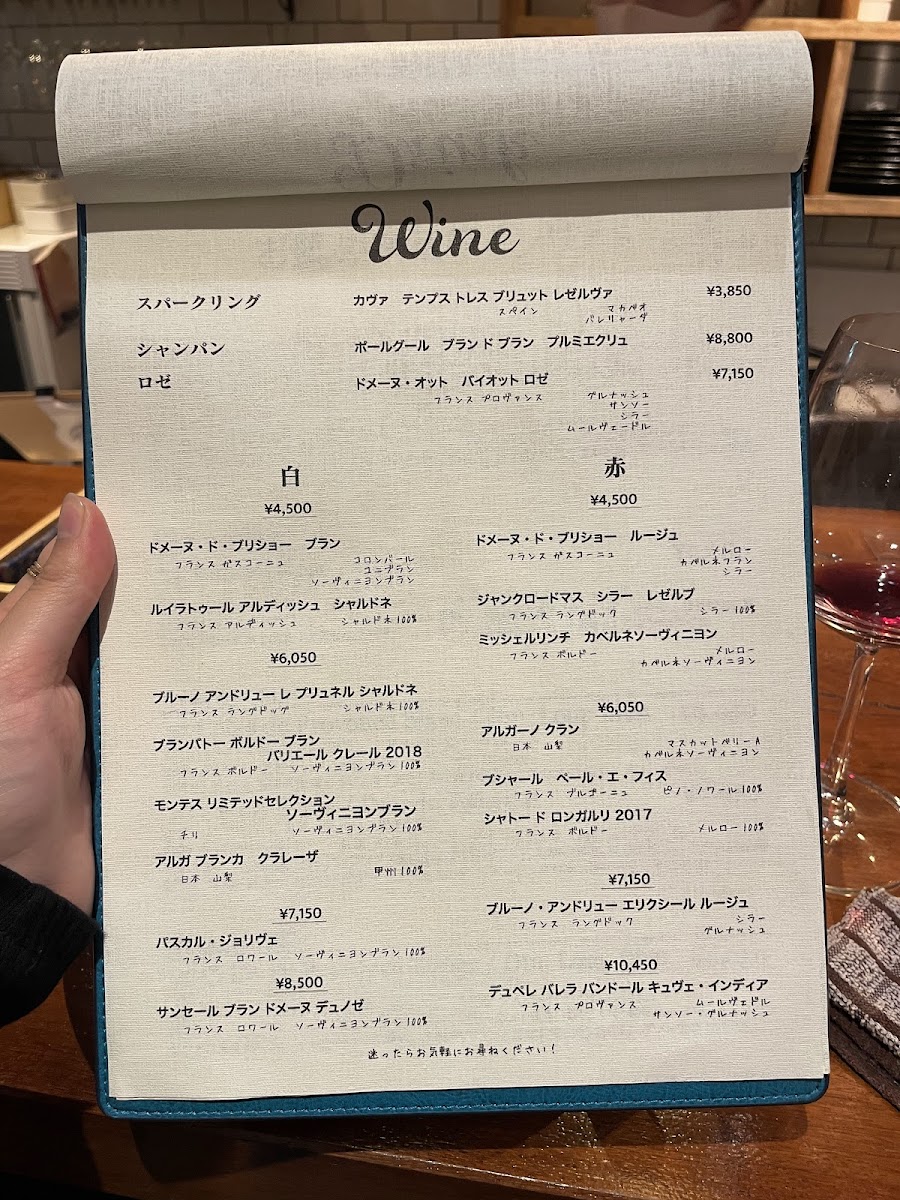 Wine
スパークリング カヴァ テンプス トレス ブリュット レゼルヴァ ¥3,850
スペイン マカベオ
パレリャーダ
シャンパン ポールグール ブラン ド ブラン プルミエクリュ ¥8,800
ロゼ ドメーヌ・オット バイオット ロゼ ¥7,150
フランス プロヴァンス グルナッシュ
サンソー
シラー
ムールヴェードル
白
¥4,500
ドメーヌ・ド・ブリショー ブラン
フランス ガスコーニュ コロンバール
ユニブラン
ソーヴィニヨンブラン
ルイラトゥール アルディッシュ シャルドネ
フランス アルディッシュ シャルドネ100%
¥6,050
ブルーノ アンドリュー レ プリュネル シャルドネ
フランス ラングドッグ シャルドネ100%
ブランパトー ボルドー ブラン
バリエール クレール 2018
フランス ボルドー ソーヴィニヨンブラン100%
モンテス リミテッドセレクション
ソーヴィニヨンブラン
チリ ソーヴィニヨンブラン100%
アルガ ブランカ クラレーザ
日本 山梨 甲州100%
¥7,150
パスカル・ジョリヴェ
フランス ロワール ソーヴィニヨンブラン100%
¥8,500
サンセール ブラン ドメーヌ デュノゼ
フランス ロワール ソーヴィニヨンブラン100%
赤
¥4,500
ドメーヌ・ド・ブリショー ルージュ
フランス ガスコーニュ メルロー
カベルネフラン
シラー
ジャンクロードマス シラー レゼルブ
フランス ラングドック シラー100%
ミッシェルリンチ カベルネソーヴィニヨン
フランス ボルドー メルロー
カベルネソーヴィニヨン
¥6,050
アルガーノ クラン
日本 山梨 マスカットベリーA
カベルネソーヴィニヨン
ブシャール ペール・エ・フィス
フランス ブルゴーニュ ピノ・ノワール100%
シャトー ド ロンガルリ 2017
フランス ボルドー メルロー100%
¥7,150
ブルーノ・アンドリュー エリクシール ルージュ
フランス ラングドック シラー
グルナッシュ
¥10,450
デュペレ バレラ バンドール キュヴェ・インディア
フランス プロヴァンス ムールヴェドル
サンソー・グルナッシュ
迷ったらお気軽にお尋ねください!